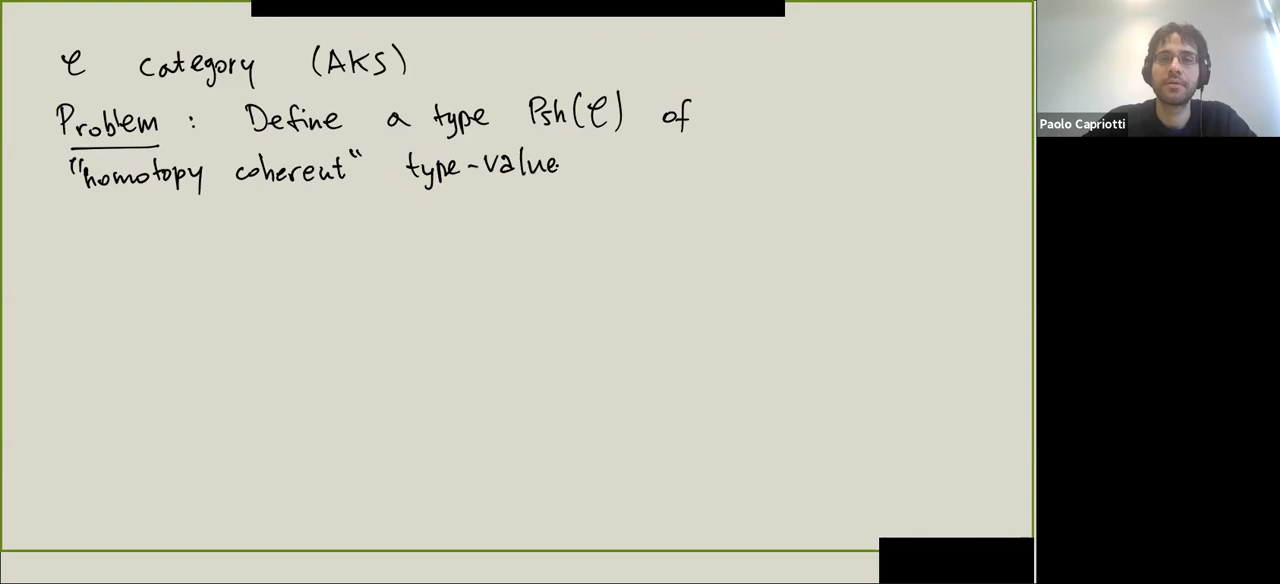 𝒞 category (AKS)
Problem : Define a type Psh(𝒞) of
"homotopy coherent" type-value
Paolo Capriotti